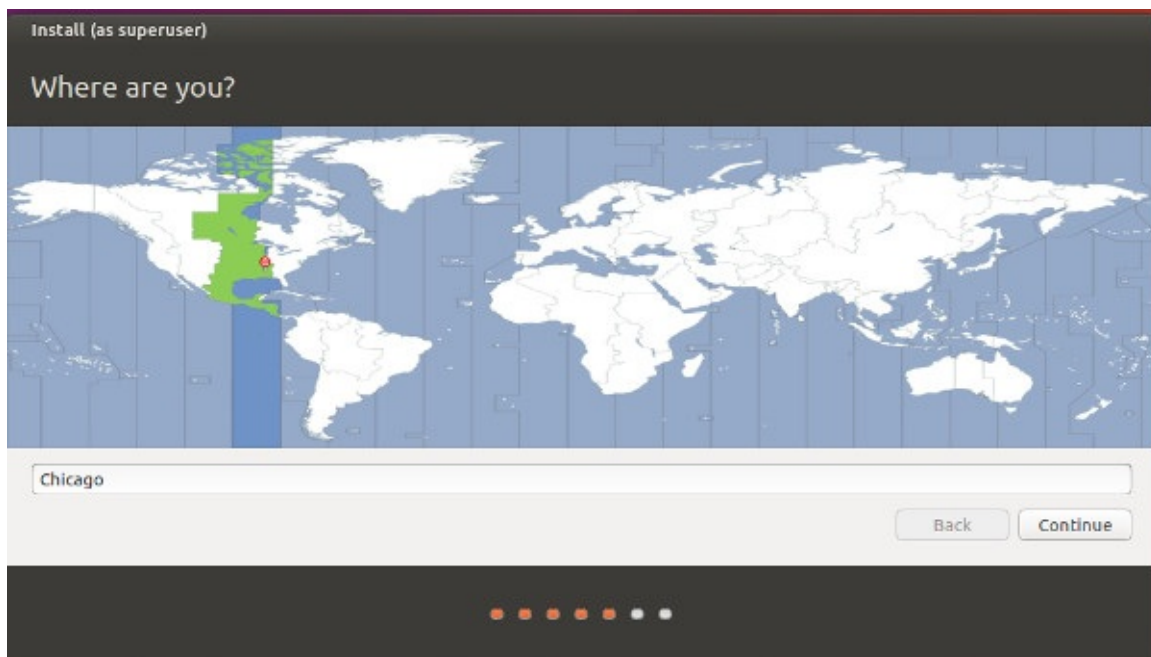 Install (as superuser)
Where are you?
Chicago
Back
Continue